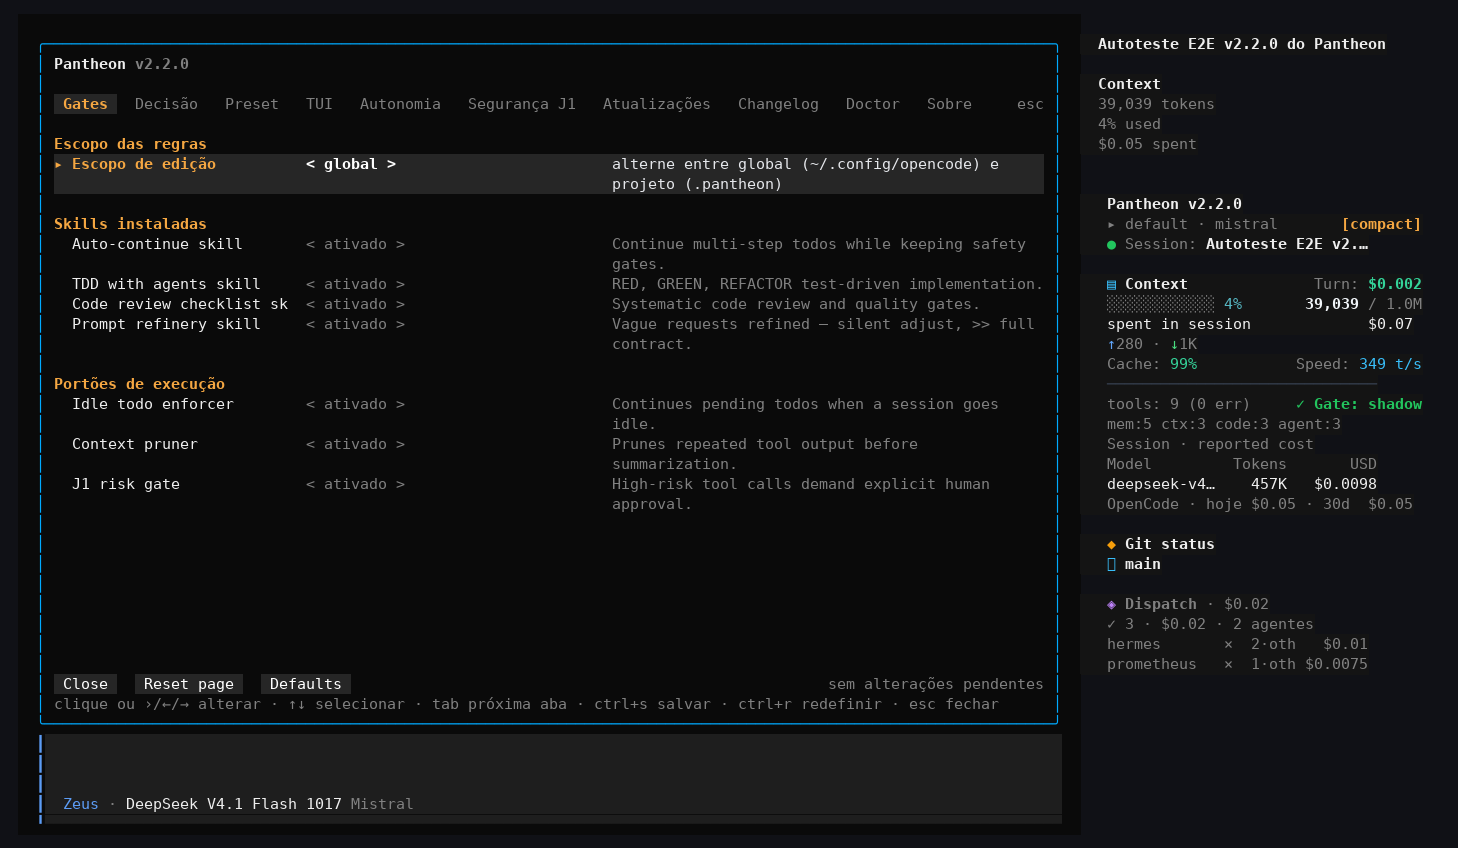 Pantheon v2.2.0
Gates Decisão Preset TUI Autonomia Segurança J1 Atualizações Changelog Doctor Sobre esc
Escopo das regras
▸ Escopo de edição < global > alterne entre global (~/.config/opencode) e
projeto (.pantheon)
Skills instaladas
Auto-continue skill < ativado > Continue multi-step todos while keeping safety
gates.
TDD with agents skill < ativado > RED, GREEN, REFACTOR test-driven implementation.
Code review checklist sk < ativado > Systematic code review and quality gates.
Prompt refinery skill < ativado > Vague requests refined — silent adjust, >> full
contract.
Portões de execução
Idle todo enforcer < ativado > Continues pending todos when a session goes
idle.
Context pruner < ativado > Prunes repeated tool output before
summarization.
J1 risk gate < ativado > High-risk tool calls demand explicit human
approval.
Close Reset page Defaults sem alterações pendentes
clique ou ›/←/→ alterar · ↑↓ selecionar · tab próxima aba · ctrl+s salvar · ctrl+r redefinir · esc fechar
Zeus · DeepSeek V4.1 Flash 1017 Mistral
Autoteste E2E v2.2.0 do Pantheon
Context
39,039 tokens
4% used
$0.05 spent
Pantheon v2.2.0
▸ default · mistral [compact]
● Session: Autoteste E2E v2.…
▤ Context Turn: $0.002
░░░░░░░░░░░░ 4% 39,039 / 1.0M
spent in session $0.07
↑280 · ↓1K
Cache: 99% Speed: 349 t/s
tools: 9 (0 err) ✓ Gate: shadow
mem:5 ctx:3 code:3 agent:3
Session · reported cost
Model Tokens USD
deepseek-v4… 457K $0.0098
OpenCode · hoje $0.05 · 30d $0.05
◆ Git status
main
◈ Dispatch · $0.02
✓ 3 · $0.02 · 2 agentes
hermes × 2·oth $0.01
prometheus × 1·oth $0.0075